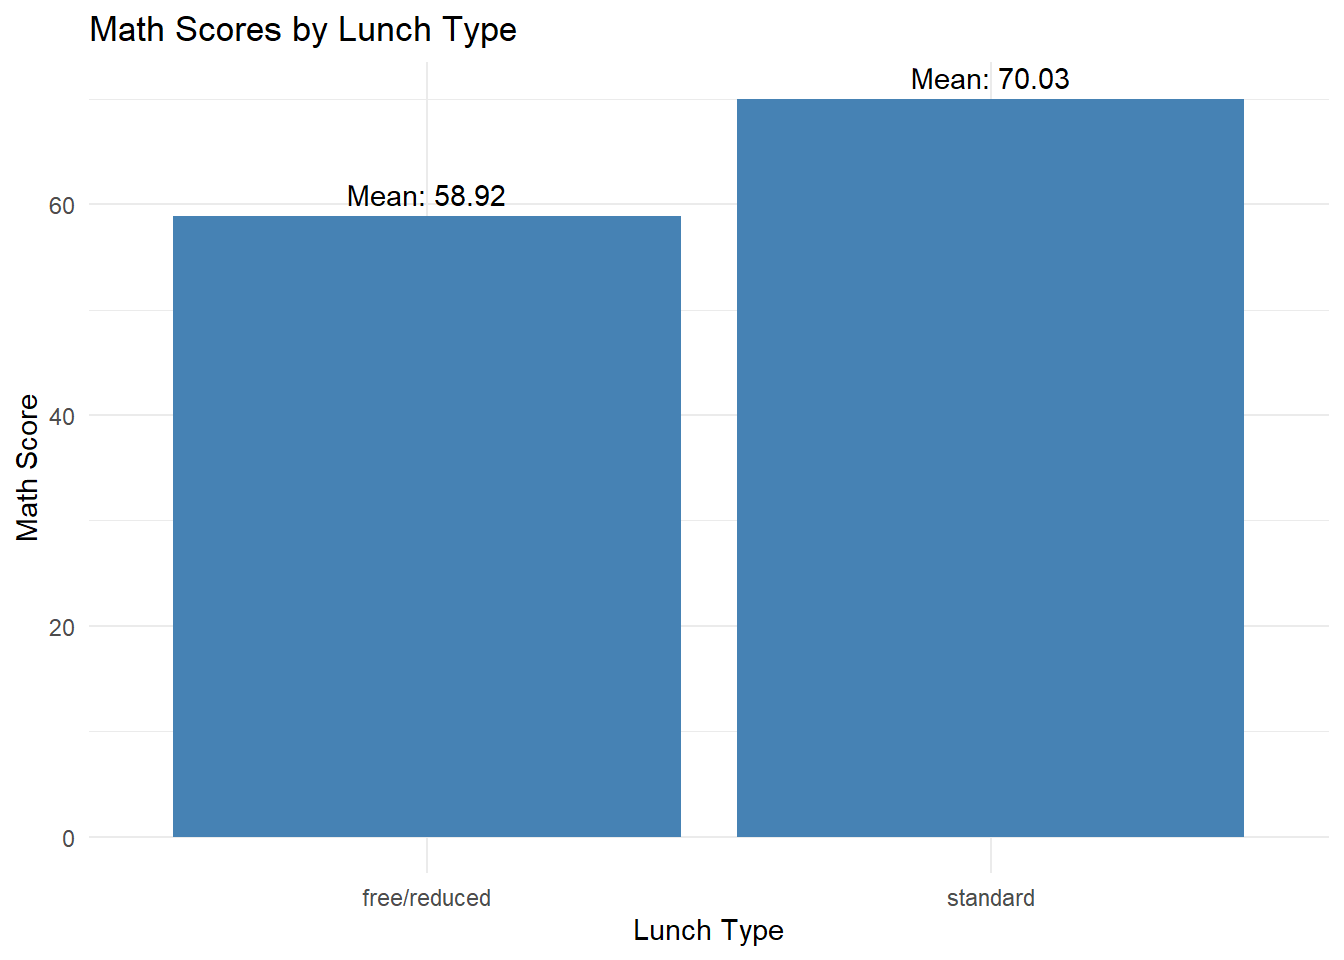 Math Scores by Lunch Type
Mean: 70.03
Mean: 58.92
60
40
20
0
Math Score
free/reduced
standard
Lunch Type